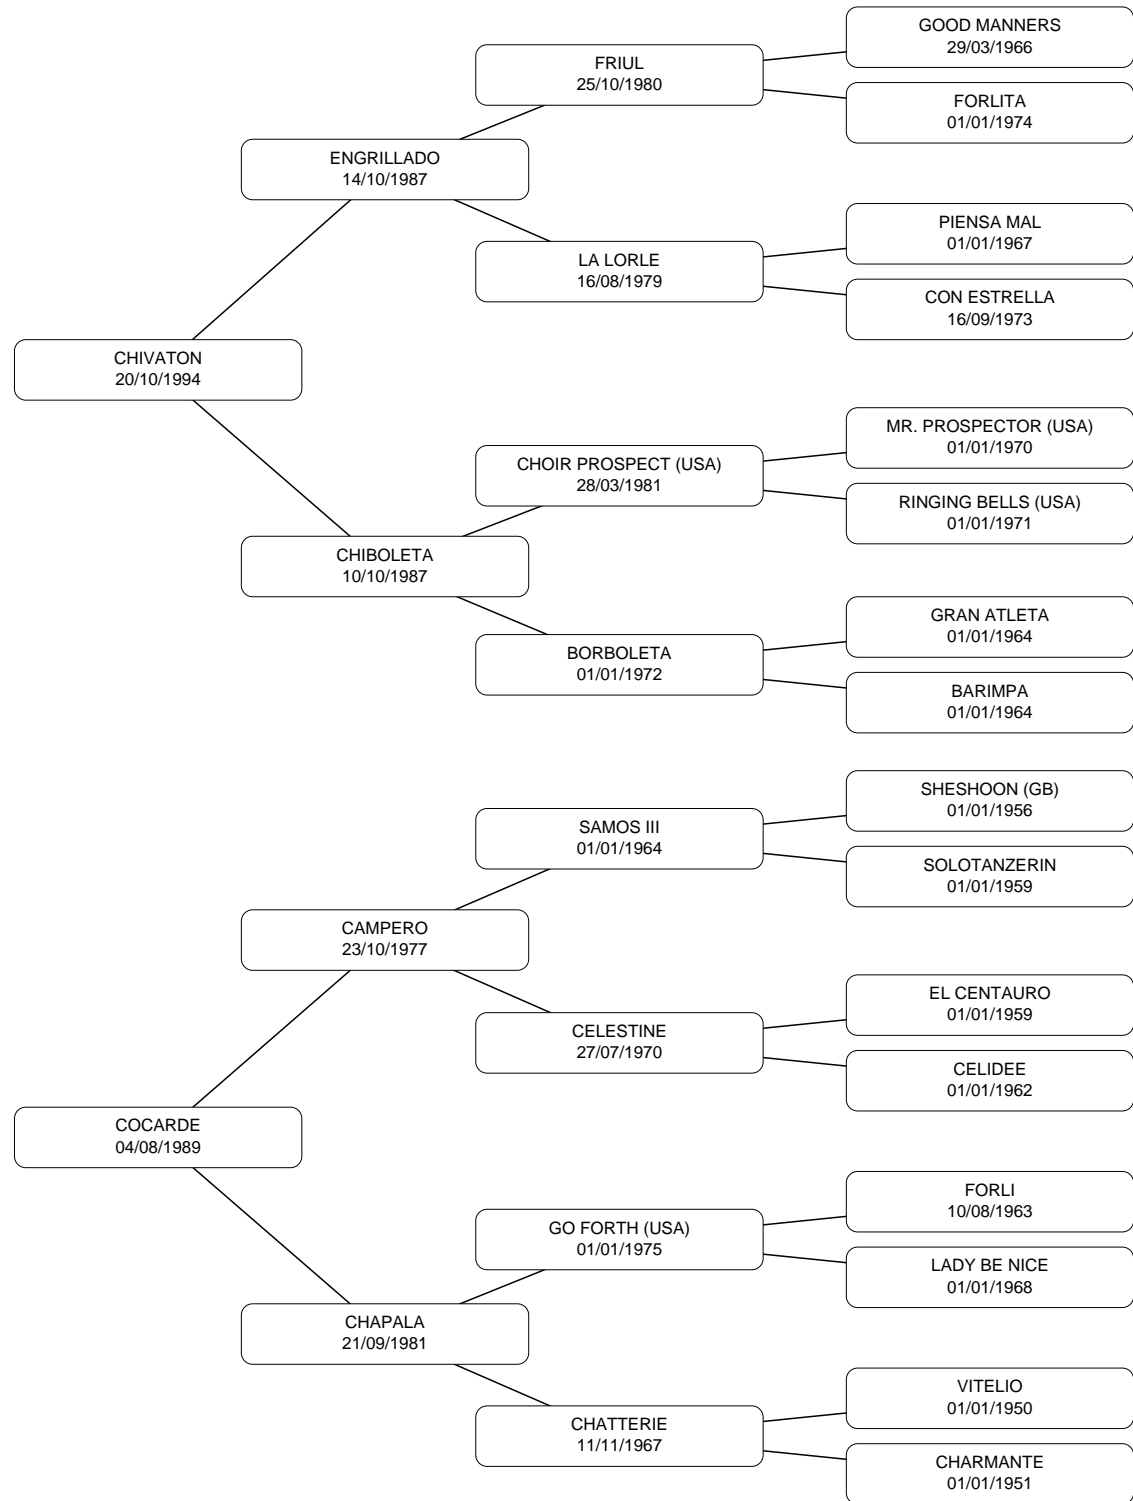 GOOD MANNERS
29/03/1966
FRIUL
25/10/1980
FORLITA
01/01/1974
ENGRILLADO
14/10/1987
PIENSA MAL
01/01/1967
LA LORLE
16/08/1979
CON ESTRELLA
16/09/1973
CHIVATON
20/10/1994
MR. PROSPECTOR (USA)
01/01/1970
CHOIR PROSPECT (USA)
28/03/1981
RINGING BELLS (USA)
01/01/1971
CHIBOLETA
10/10/1987
GRAN ATLETA
01/01/1964
BORBOLETA
01/01/1972
BARIMPA
01/01/1964
SHESHOON (GB)
01/01/1956
SAMOS III
01/01/1964
SOLOTANZERIN
01/01/1959
CAMPERO
23/10/1977
EL CENTAURO
01/01/1959
CELESTINE
27/07/1970
CELIDEE
01/01/1962
COCARDE
04/08/1989
FORLI
10/08/1963
GO FORTH (USA)
01/01/1975
LADY BE NICE
01/01/1968
CHAPALA
21/09/1981
VITELIO
01/01/1950
CHATTERIE
11/11/1967
CHARMANTE
01/01/1951